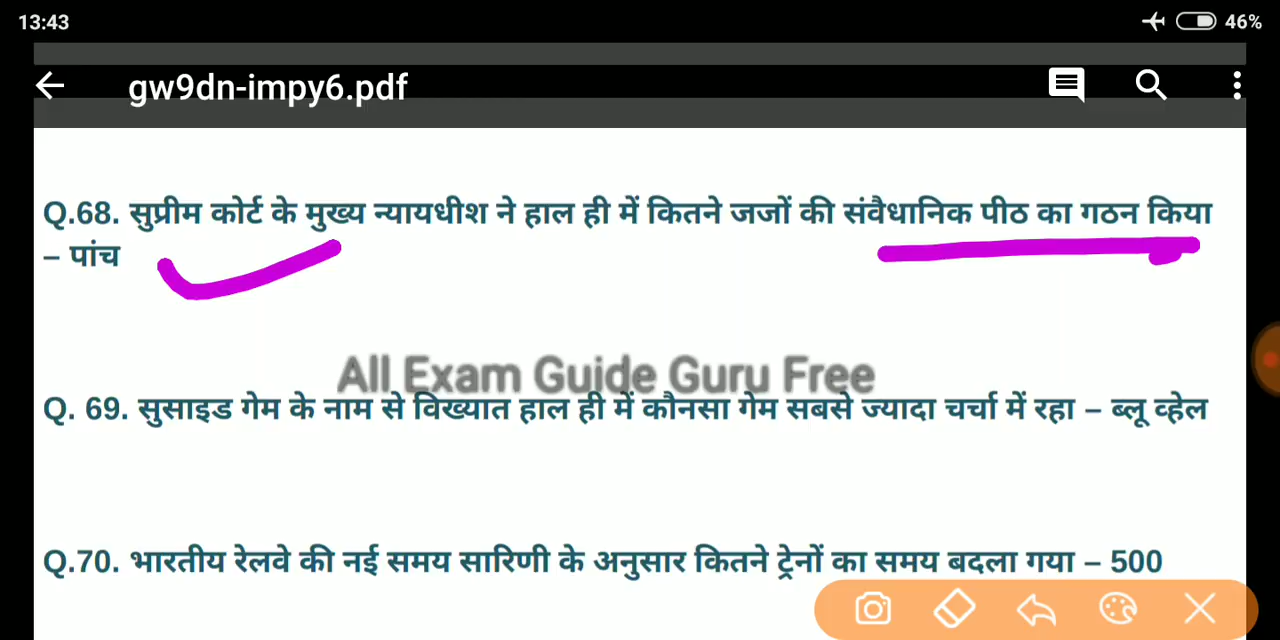 13:43
46%
gw9dn-impy6.pdf
Q.68. सुप्रीम कोर्ट के मुख्य न्यायधीश ने हाल ही में कितने जजों की संवैधानिक पीठ का गठन किया
– पांच
All Exam Guide Guru Free
Q. 69. सुसाइड गेम के नाम से विख्यात हाल ही में कौनसा गेम सबसे ज्यादा चर्चा में रहा – ब्लू व्हेल
Q.70. भारतीय रेलवे की नई समय सारिणी के अनुसार कितने ट्रेनों का समय बदला गया – 500